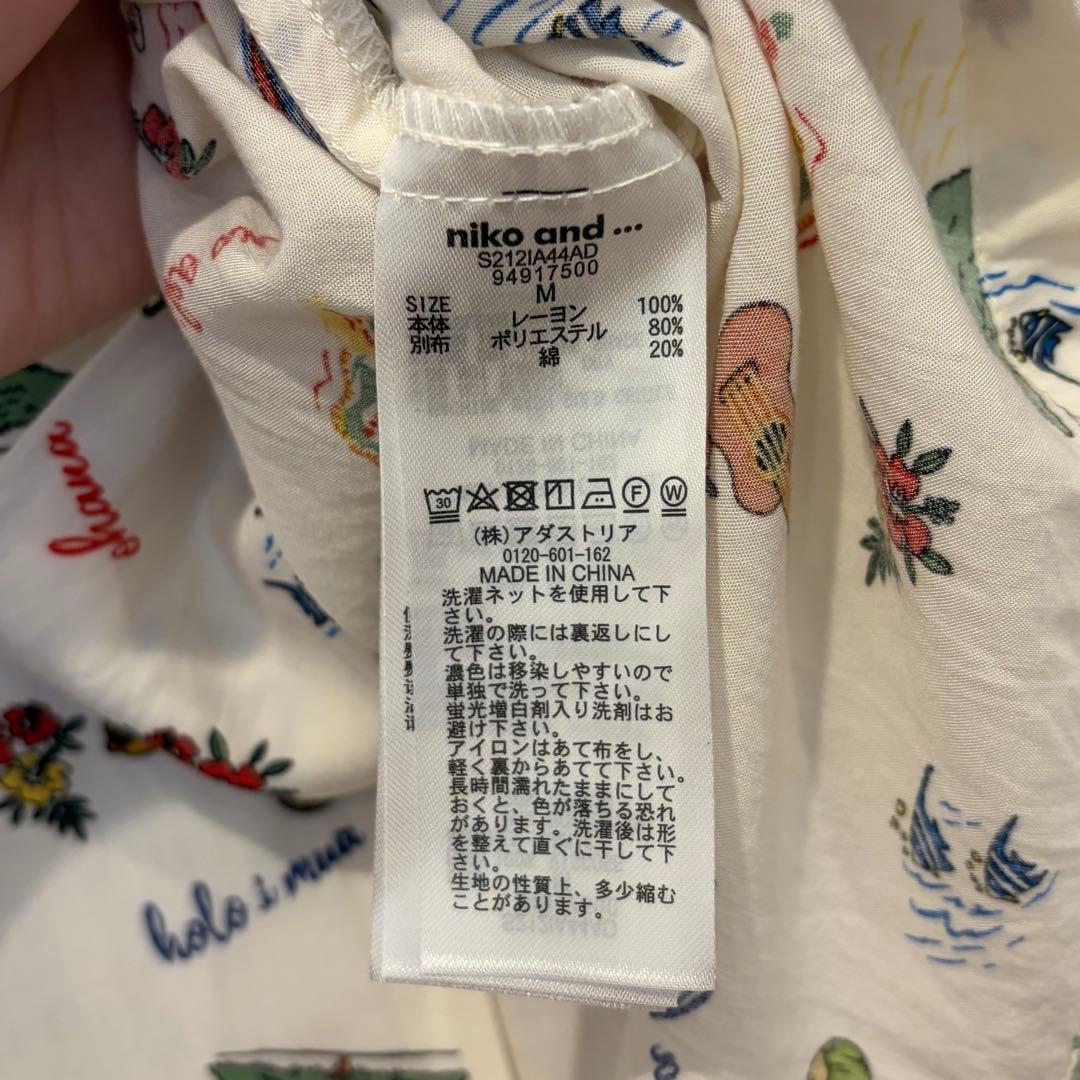 niko and ...
S212IA44AD
94917500
SIZE M
本体 レーヨン 100%
別布 ポリエステル 80%
綿 20%
30
F
W
(株)アダストリア
0120-601-162
MADE IN CHINA
洗濯ネットを使用して下
さい。
洗濯の際には裏返しにし
て下さい。
濃色は移染しやすいので
単独で洗って下さい。
蛍光増白剤入り洗剤はお
避け下さい。
アイロンはあて布をし、
軽く裏からあてて下さい。
長時間濡れたままにして
おくと、色が落ちる恐れ
があります。洗濯後は形
を整えて直ぐに干して下
さい。
生地の性質上、多少縮む
ことがあります。
ohana
holo i mua